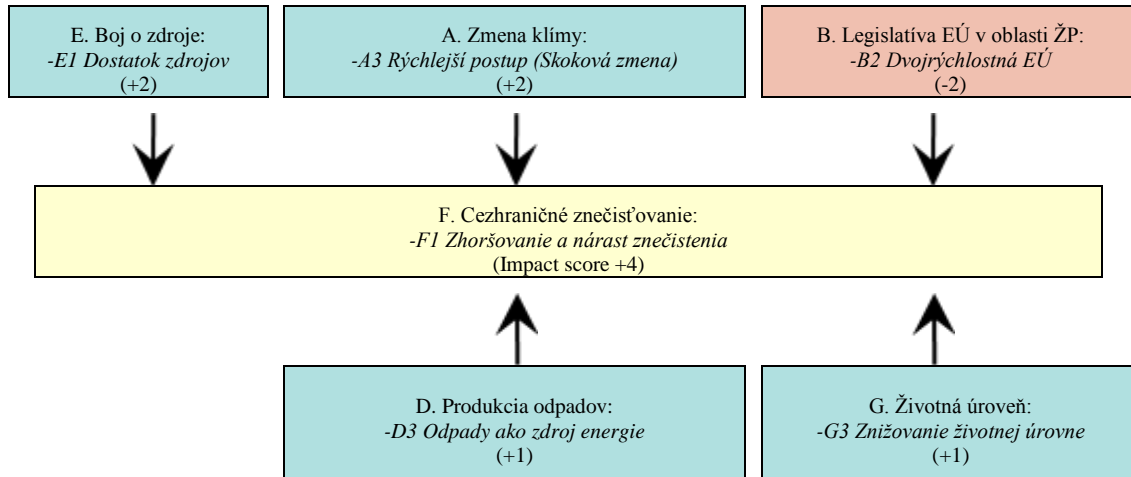 E. Boj o zdroje:
-E1 Dostatok zdrojov
(+2)
A. Zmena klímy:
-A3 Rýchlejší postup (Skoková zmena)
(+2)
B. Legislatíva EÚ v oblasti ŽP:
-B2 Dvojrýchlostná EÚ
(-2)
F. Cezhraničné znečisťovanie:
-F1 Zhoršovanie a nárast znečistenia
(Impact score +4)
D. Produkcia odpadov:
-D3 Odpady ako zdroj energie
(+1)
G. Životná úroveň:
-G3 Znižovanie životnej úrovne
(+1)